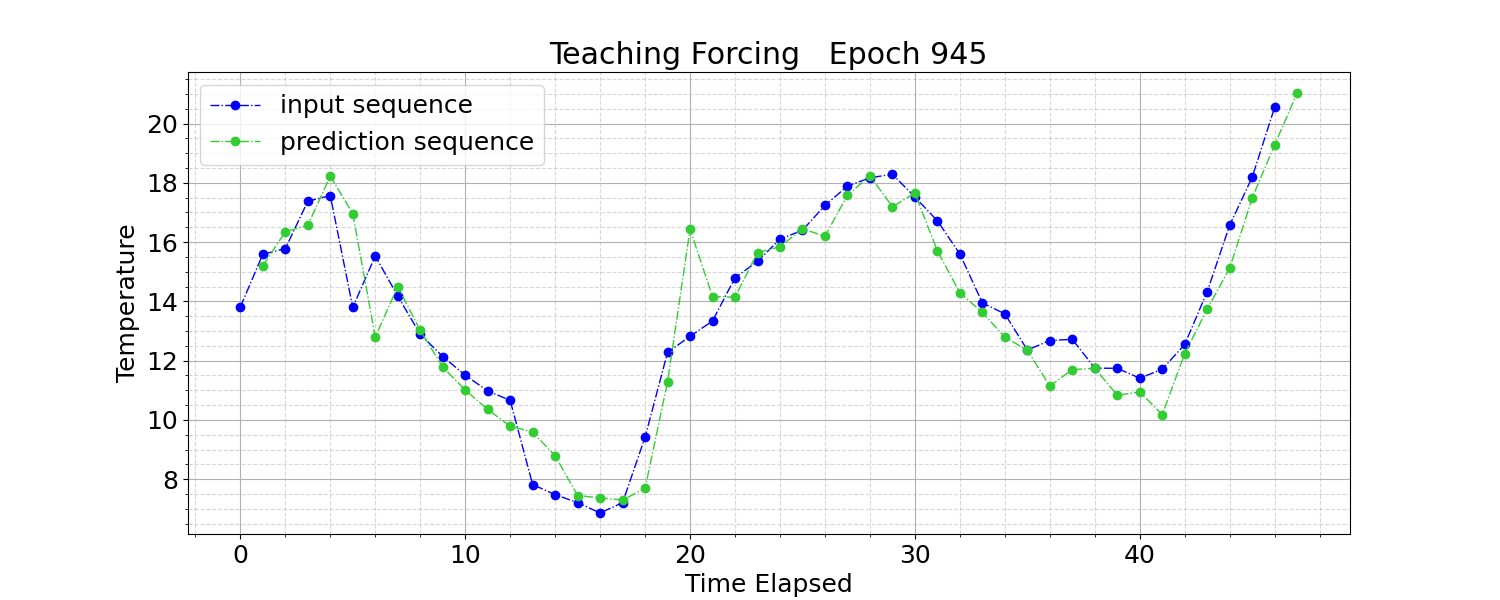 Teaching Forcing   Epoch 945
input sequence
prediction sequence
Temperature
20
18
16
14
12
10
8
0 10 20 30 40
Time Elapsed